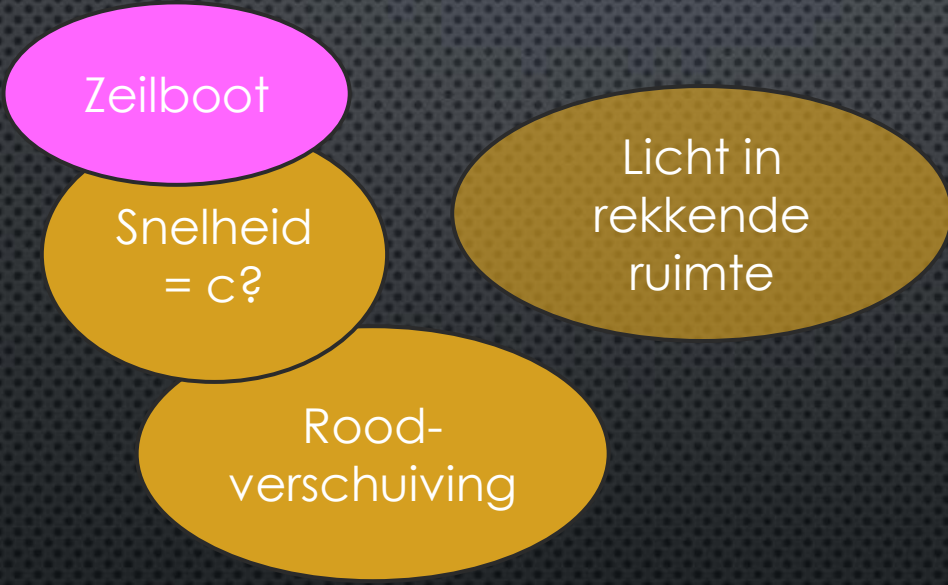 Zeilboot
Snelheid
= c?
Licht in
rekkende
ruimte
Rood-
verschuiving